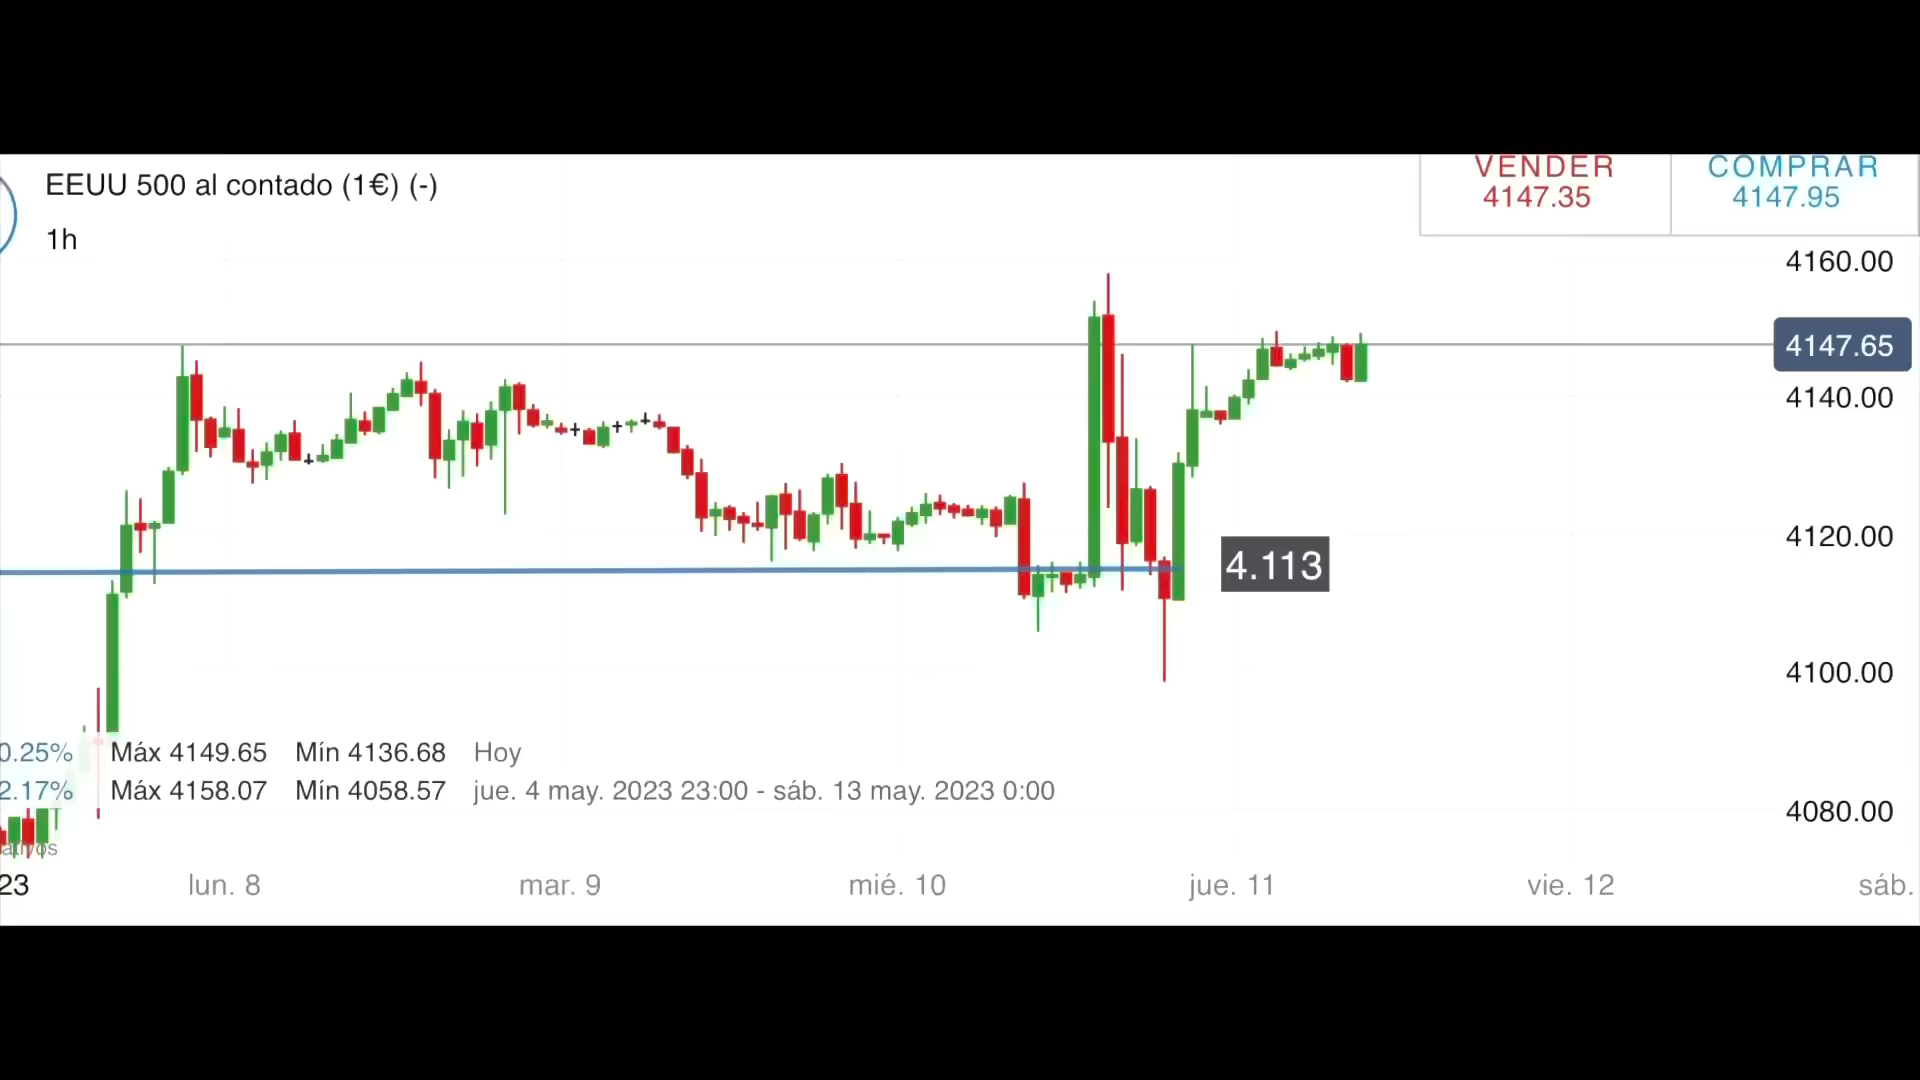 EEUU 500 al contado (1€) (-)
1h
VENDER
4147.35
COMPRAR
4147.95
4160.00
4147.65
4140.00
4120.00
4.113
4100.00
4080.00
0.25% Máx 4149.65 Mín 4136.68 Hoy
2.17% Máx 4158.07 Mín 4058.57 jue. 4 may. 2023 23:00 - sáb. 13 may. 2023 0:00
23 lun. 8 mar. 9 mié. 10 jue. 11 vie. 12 sáb.